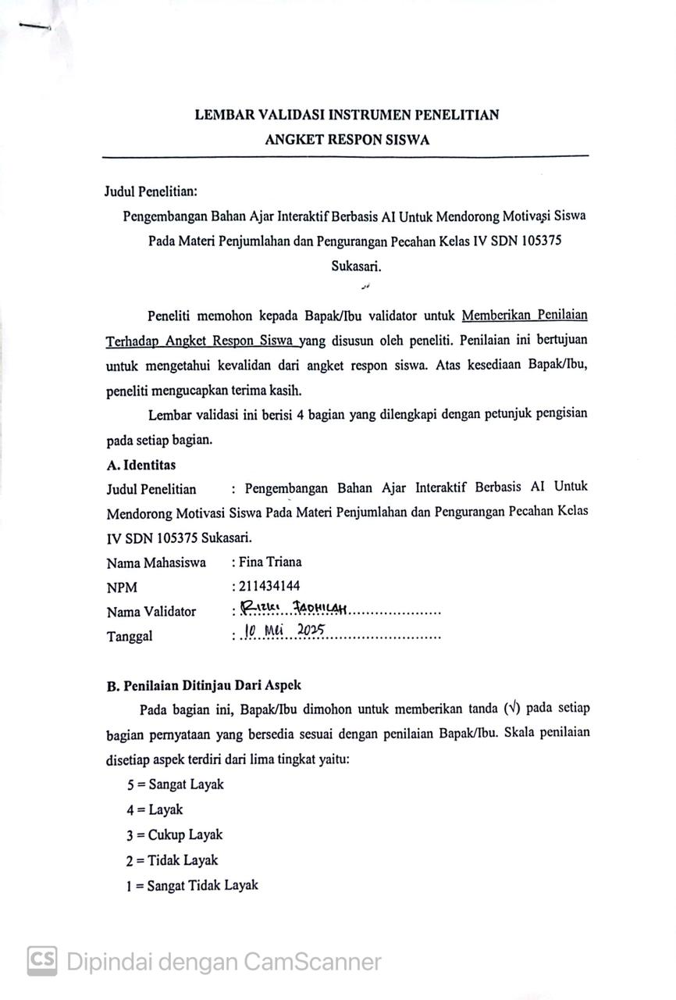 LEMBAR VALIDASI INSTRUMEN PENELITIAN
ANGKET RESPON SISWA
Judul Penelitian:
Pengembangan Bahan Ajar Interaktif Berbasis AI Untuk Mendorong Motivasi Siswa
Pada Materi Penjumlahan dan Pengurangan Pecahan Kelas IV SDN 105375
Sukasari.
Peneliti memohon kepada Bapak/Ibu validator untuk Memberikan Penilaian
Terhadap Angket Respon Siswa yang disusun oleh peneliti. Penilaian ini bertujuan
untuk mengetahui kevalidan dari angket respon siswa. Atas kesediaan Bapak/Ibu,
peneliti mengucapkan terima kasih.
Lembar validasi ini berisi 4 bagian yang dilengkapi dengan petunjuk pengisian
pada setiap bagian.
A. Identitas
Judul Penelitian : Pengembangan Bahan Ajar Interaktif Berbasis AI Untuk
Mendorong Motivasi Siswa Pada Materi Penjumlahan dan Pengurangan Pecahan Kelas
IV SDN 105375 Sukasari.
Nama Mahasiswa : Fina Triana
NPM : 211434144
Nama Validator : Rizki FADHILAH
Tanggal : 10 Mei 2025
B. Penilaian Ditinjau Dari Aspek
Pada bagian ini, Bapak/Ibu dimohon untuk memberikan tanda (√) pada setiap
bagian pernyataan yang bersedia sesuai dengan penilaian Bapak/Ibu. Skala penilaian
disetiap aspek terdiri dari lima tingkat yaitu:
5 = Sangat Layak
4 = Layak
3 = Cukup Layak
2 = Tidak Layak
1 = Sangat Tidak Layak
CS Dipindai dengan CamScanner